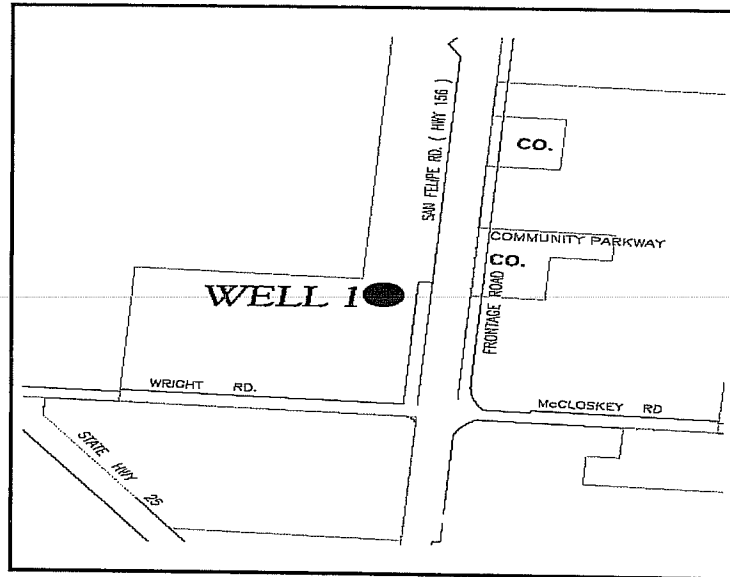 SAN FELIPE RD. ( HWY 156 )
CO.
COMMUNITY PARKWAY
CO.
WELL 1
FRONTAGE ROAD
WRIGHT RD.
McCLOSKEY RD
STATE HWY 25